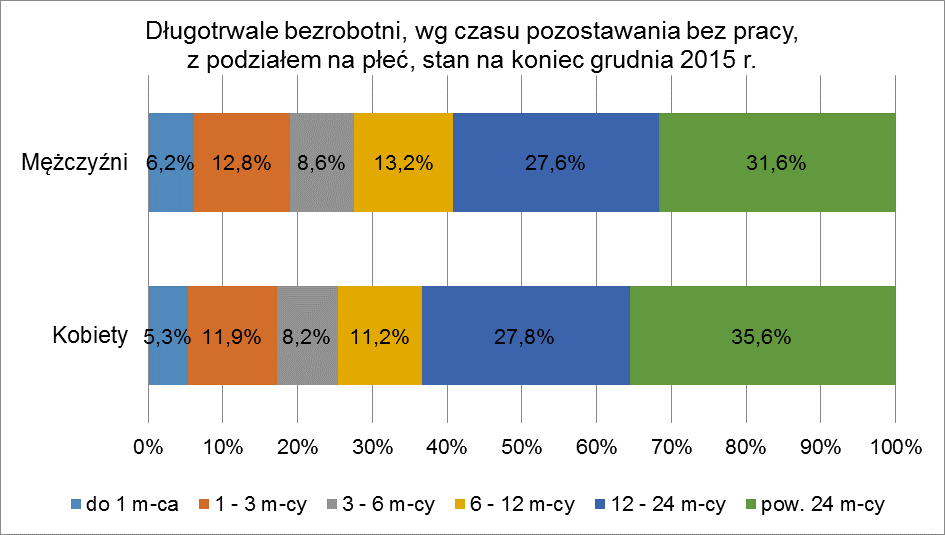 Długotrwale bezrobotni, wg czasu pozostawania bez pracy,
z podziałem na płeć, stan na koniec grudnia 2015 r.
Mężczyźni 6,2% 12,8% 8,6% 13,2% 27,6% 31,6%
Kobiety 5,3% 11,9% 8,2% 11,2% 27,8% 35,6%
0% 10% 20% 30% 40% 50% 60% 70% 80% 90% 100%
do 1 m-ca 1 - 3 m-cy 3 - 6 m-cy 6 - 12 m-cy 12 - 24 m-cy pow. 24 m-cy